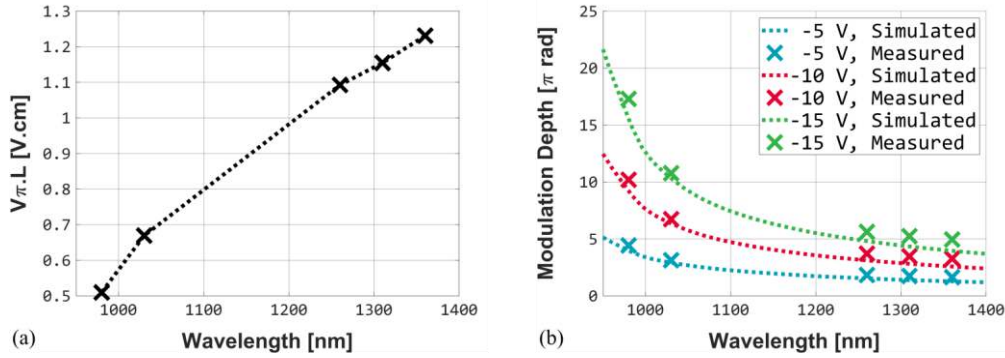 1.3
1.2
1.1
1
0.9
0.8
0.7
0.6
0.5
Vπ.L [V.cm]
1000 1100 1200 1300 1400
(a) Wavelength [nm]
25
20
15
10
5
0
Modulation Depth [π rad]
-5 V, Simulated
-5 V, Measured
-10 V, Simulated
-10 V, Measured
-15 V, Simulated
-15 V, Measured
1000 1100 1200 1300 1400
(b) Wavelength [nm]